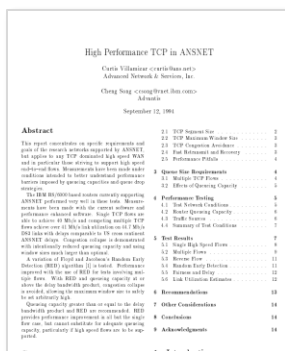 High Performance TCP in ANSNET
Curtis Villamizar <curtis@ans.net>
Advanced Network & Services, Inc.
Cheng Song <csong@vnet.ibm.com>
Advantis
September 12, 1994
Abstract
This report concentrates on specific requirements and
goals of the research networks supported by ANSNET,
but applies to any TCP dominated high speed WAN
and in particular those striving to support high speed
end-to-end flows. Measurements have been made under
conditions intended to better understand performance
barriers imposed by queueing capacities and queue drop
strategies.
The IBM RS/6000 based routers currently supporting
ANSNET performed very well in these tests. Measure-
ments have been made with the current software and
performance enhanced software. Single TCP flows are
able to achieve 40 Mb/s and competing multiple TCP
flows achieve over 41 Mb/s link utilization on 44.7 Mb/s
DS3 links with delays comparable to US cross continent
ANSNET delays. Congestion collapse is demonstrated
with intentionally reduced queueing capacity and using
window sizes much larger than optimal.
A variation of Floyd and Jacobson's Random Early
Detection (RED) algorithm [1] is tested. Performance
improved with the use of RED for tests involving mul-
tiple flows. With RED and queueing capacity at or
above the delay bandwidth product, congestion collapse
is avoided, allowing the maximum window size to safely
be set arbitrarily high.
Queueing capacity greater than or equal to the delay
bandwidth product and RED are recommended. RED
provides performance improvement in all but the single
flow case, but cannot substitute for adequate queueing
capacity, particularly if high speed flows are to be sup-
ported.
2.1 TCP Segment Size
2.2 TCP Maximum Window Size
2.3 TCP Congestion Avoidance
2.4 Fast Retransmit and Recovery
2.5 Performance Pitfalls
3 Queue Size Requirements
3.1 Multiple TCP Flows
3.2 Effects of Queueing Capacity
4 Performance Testing
4.1 Test Network Conditions
4.2 Router Queueing Capacity
4.3 Traffic Sources
4.4 Summary of Test Conditions
5 Test Results
5.1 Single High Speed Flows
5.2 Multiple Flows
5.3 Reverse Flow
5.4 Random Early Detection
5.5 Fairness and Delay
5.6 Link Utilization Estimates
6 Recommendations
7 Other Considerations
8 Conclusions
9 Acknowledgments